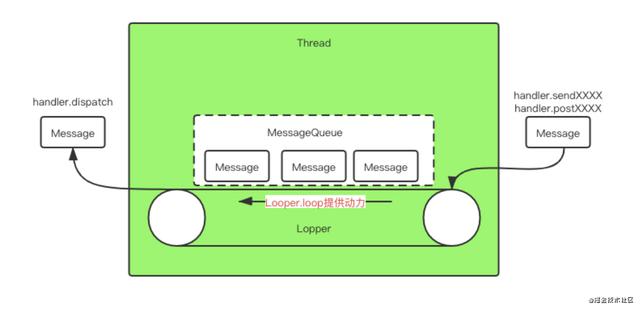 Thread
handler.dispatch
Message
handler.sendXXXX
handler.postXXXX
Message
MessageQueue
Message
Message
Message
Looper.loop提供动力
Lopper
@掘金技术社区